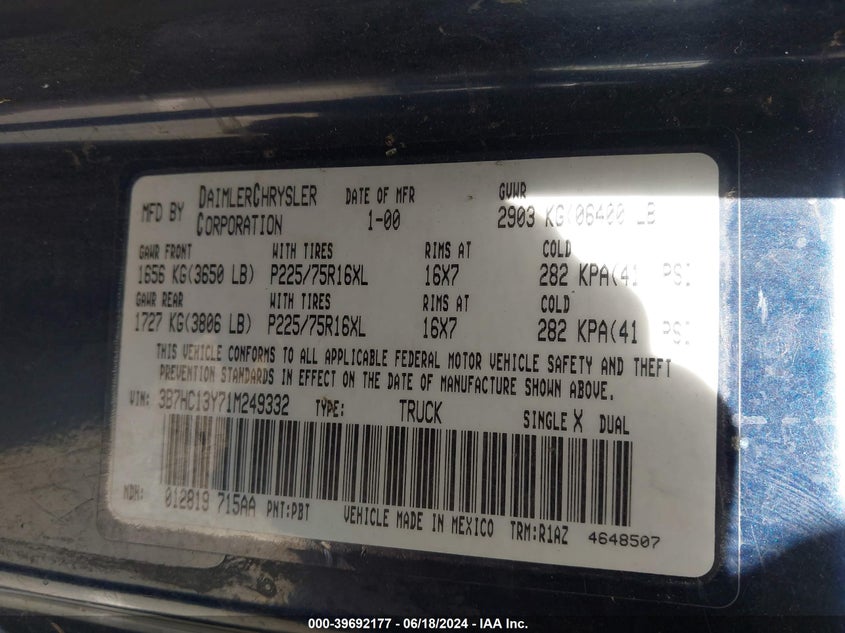 MFD BY DAIMLERCHRYSLER CORPORATION DATE OF MFR 1-00 GVWR 2903 KG(06400 LB
GAWR FRONT WITH TIRES RIMS AT COLD
1656 KG(3650 LB) P225/75R16XL 16X7 282 KPA(41 PSI
GAWR REAR WITH TIRES RIMS AT COLD
1727 KG(3806 LB) P225/75R16XL 16X7 282 KPA(41 PSI
THIS VEHICLE CONFORMS TO ALL APPLICABLE FEDERAL MOTOR VEHICLE SAFETY AND THEFT
PREVENTION STANDARDS IN EFFECT ON THE DATE OF MANUFACTURE SHOWN ABOVE.
VIN: 3B7HC13Y71M249332 TYPE: TRUCK SINGLE X DUAL
MDH: 012819 715AA PNT:PBT VEHICLE MADE IN MEXICO TRM:R1AZ 4648507
000-39692177 - 06/18/2024 - IAA Inc.